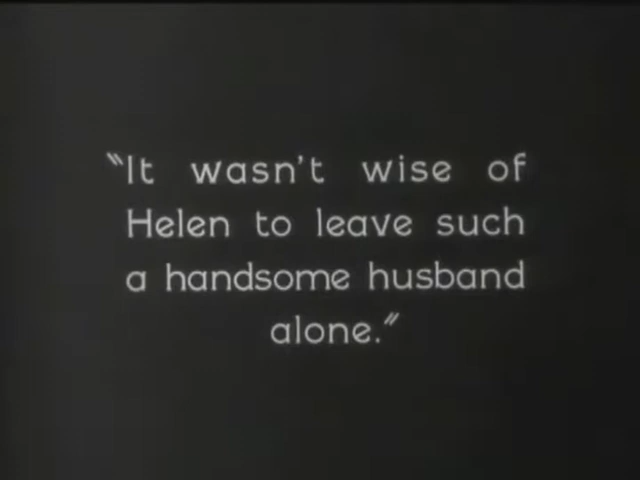 "It wasn't wise of
Helen to leave such
a handsome husband
alone."